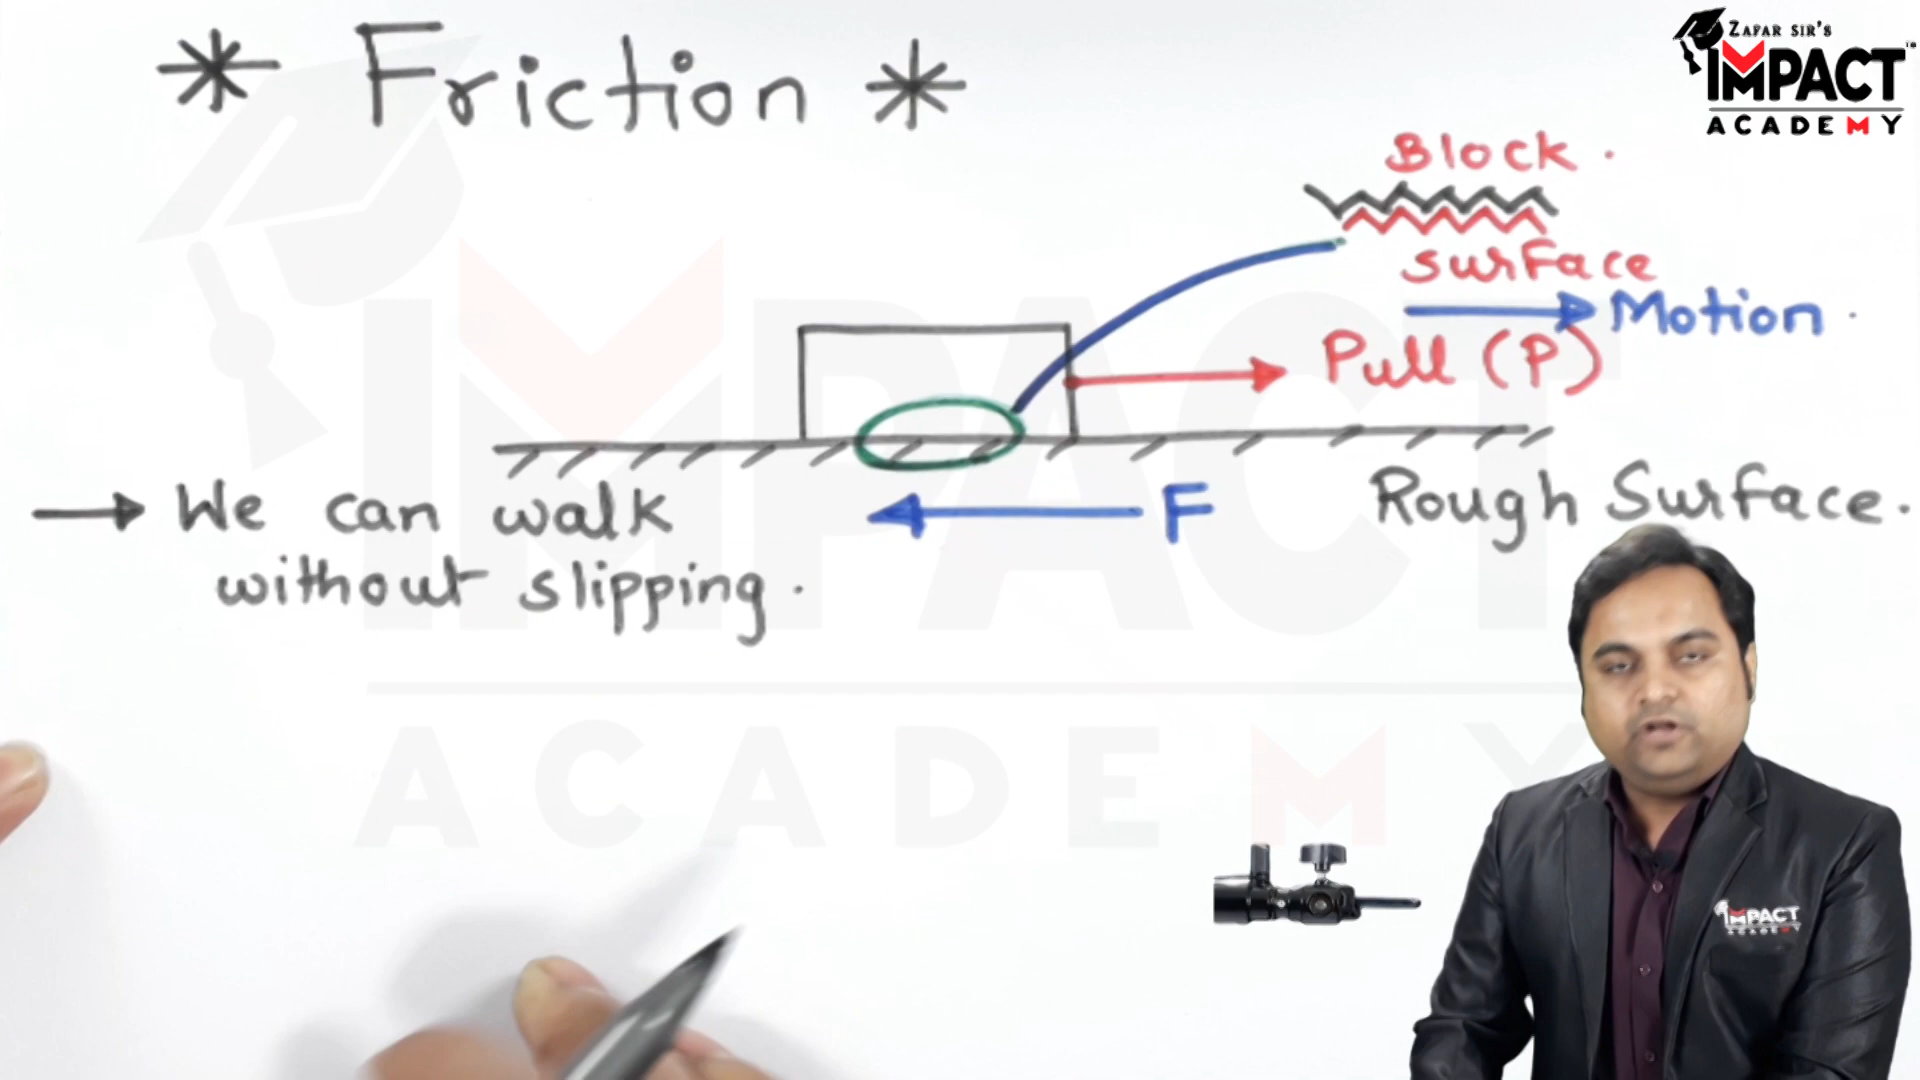 * Friction *
ZAFAR SIR'S
IMPACT
ACADEMY
Block.
surface
Motion.
Pull (P)
Rough Surface.
F
→ We can walk
without slipping.
IMPACT
ACADEMY
IMPACT
ACADEMY